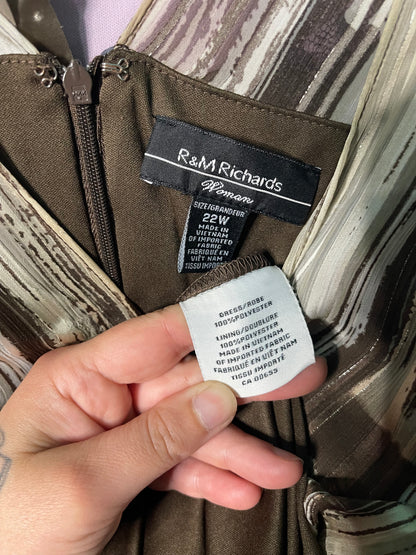 R&M Richards
Woman
SIZE/GRANDEUR
22W
MADE IN
VIETNAM
OF IMPORTED
FABRIC
FABRIQUÉ EN
VIÊT NAM
TISSU IMPORTÉ
DRESS/ROBE
100% POLYESTER
LINING/DOUBLURE
100% POLYESTER
MADE IN VIETNAM
OF IMPORTED FABRIC
FABRIQUÉ EN VIET NAM
TISSU IMPORTÉ
CA 00655